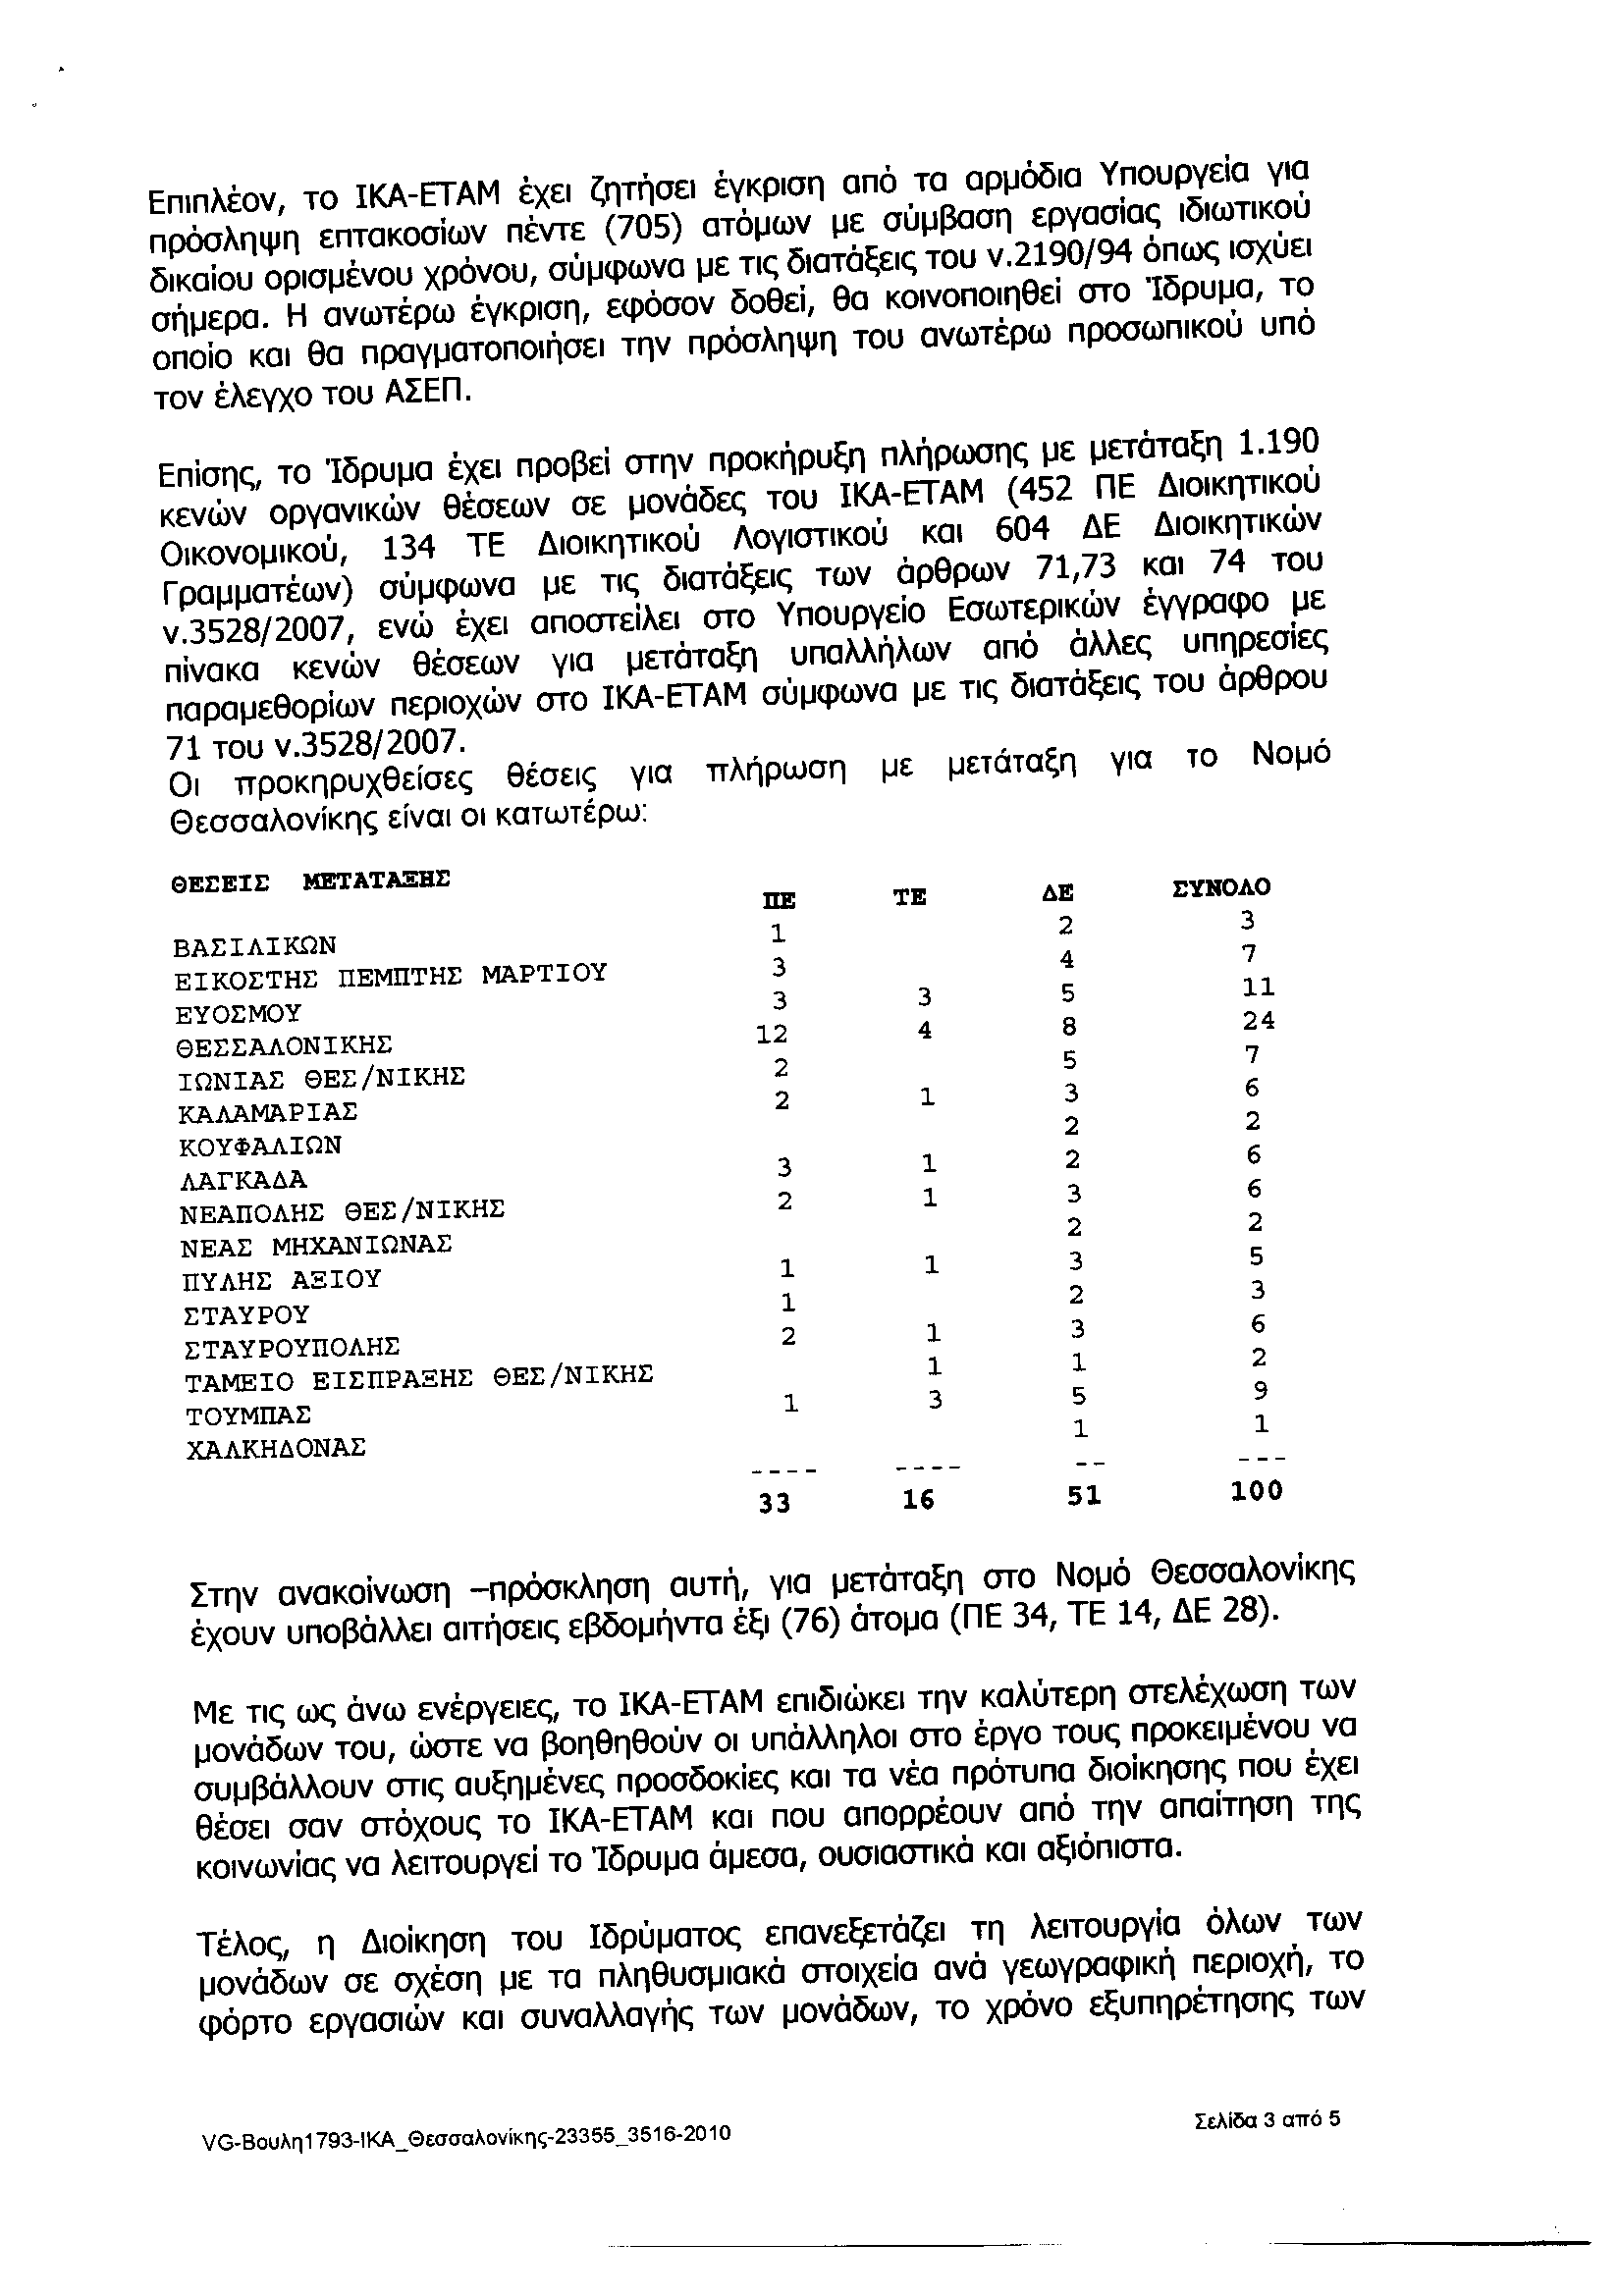 Επιπλέον, το ΙΚΑ-ΕΤΑΜ έχει ζητήσει έγκριση από τα αρμόδια Υπουργεία για
πρόσληψη επτακοσίων πέντε (705) ατόμων με σύμβαση εργασίας ιδιωτικού
δικαίου ορισμένου χρόνου, σύμφωνα με τις διατάξεις του ν.2190/94 όπως ισχύει
σήμερα. Η ανωτέρω έγκριση, εφόσον δοθεί, θα κοινοποιηθεί στο Ίδρυμα, το
οποίο και θα πραγματοποιήσει την πρόσληψη του ανωτέρω προσωπικού υπό
τον έλεγχο του ΑΣΕΠ.
Επίσης, το Ίδρυμα έχει προβεί στην προκήρυξη πλήρωσης με μετάταξη 1.190
κενών οργανικών θέσεων σε μονάδες του ΙΚΑ-ΕΤΑΜ (452 ΠΕ Διοικητικού
Οικονομικού, 134 ΤΕ Διοικητικού Λογιστικού και 604 ΔΕ Διοικητικών
Γραμματέων) σύμφωνα με τις διατάξεις των άρθρων 71,73 και 74 του
ν.3528/2007, ενώ έχει αποστείλει στο Υπουργείο Εσωτερικών έγγραφο με
πίνακα κενών θέσεων για μετάταξη υπαλλήλων από άλλες υπηρεσίες
παραμεθορίων περιοχών στο ΙΚΑ-ΕΤΑΜ σύμφωνα με τις διατάξεις του άρθρου
71 του ν.3528/2007.
Οι προκηρυχθείσες θέσεις για πλήρωση με μετάταξη για το Νομό
Θεσσαλονίκης είναι οι κατωτέρω:
ΘΕΣΕΙΣ ΜΕΤΑΤΑΞΗΣ ΠΕ ΤΕ ΔΕ ΣΥΝΟΛΟ
ΒΑΣΙΛΙΚΩΝ 1 2 3
ΕΙΚΟΣΤΗΣ ΠΕΜΠΤΗΣ ΜΑΡΤΙΟΥ 3 4 7
ΕΥΟΣΜΟΥ 3 3 5 11
ΘΕΣΣΑΛΟΝΙΚΗΣ 12 4 8 24
ΙΩΝΙΑΣ ΘΕΣ/ΝΙΚΗΣ 2 5 7
ΚΑΛΑΜΑΡΙΑΣ 2 1 3 6
ΚΟΥΦΑΛΙΩΝ 2 2
ΛΑΓΚΑΔΑ 3 1 2 6
ΝΕΑΠΟΛΗΣ ΘΕΣ/ΝΙΚΗΣ 2 1 3 6
ΝΕΑΣ ΜΗΧΑΝΙΩΝΑΣ 2 2
ΠΥΛΗΣ ΑΞΙΟΥ 1 1 3 5
ΣΤΑΥΡΟΥ 1 2 3
ΣΤΑΥΡΟΥΠΟΛΗΣ 2 1 3 6
ΤΑΜΕΙΟ ΕΙΣΠΡΑΞΗΣ ΘΕΣ/ΝΙΚΗΣ 1 1 2
ΤΟΥΜΠΑΣ 1 3 5 9
ΧΑΛΚΗΔΟΝΑΣ 1 1
---- ---- -- ---
33 16 51 100
Στην ανακοίνωση –πρόσκληση αυτή, για μετάταξη στο Νομό Θεσσαλονίκης
έχουν υποβάλλει αιτήσεις εβδομήντα έξι (76) άτομα (ΠΕ 34, ΤΕ 14, ΔΕ 28).
Με τις ως άνω ενέργειες, το ΙΚΑ-ΕΤΑΜ επιδιώκει την καλύτερη στελέχωση των
μονάδων του, ώστε να βοηθηθούν οι υπάλληλοι στο έργο τους προκειμένου να
συμβάλλουν στις αυξημένες προσδοκίες και τα νέα πρότυπα διοίκησης που έχει
θέσει σαν στόχους το ΙΚΑ-ΕΤΑΜ και που απορρέουν από την απαίτηση της
κοινωνίας να λειτουργεί το Ίδρυμα άμεσα, ουσιαστικά και αξιόπιστα.
Τέλος, η Διοίκηση του Ιδρύματος επανεξετάζει τη λειτουργία όλων των
μονάδων σε σχέση με τα πληθυσμιακά στοιχεία ανά γεωγραφική περιοχή, το
φόρτο εργασιών και συναλλαγής των μονάδων, το χρόνο εξυπηρέτησης των
VG-Βουλη1793-ΙΚΑ_Θεσσαλονίκης-23355_3516-2010
Σελίδα 3 από 5